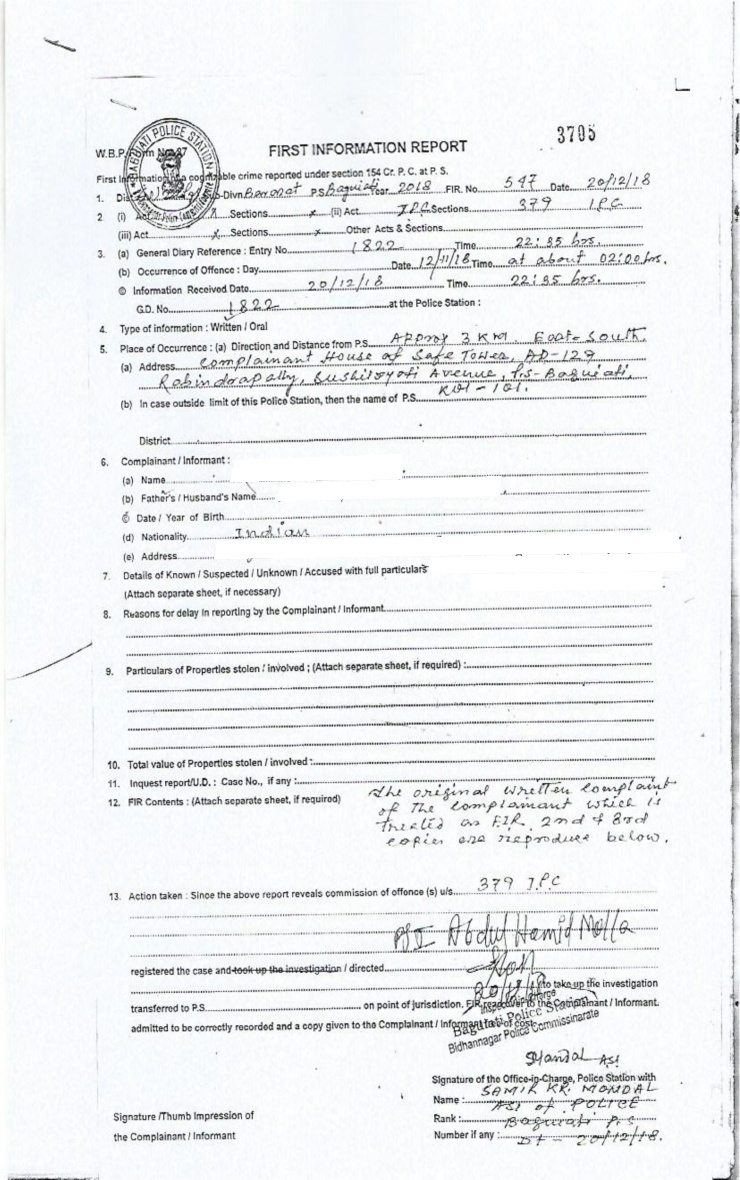 3705
BAGUIATI POLICE STATION
W.B.P. Form No. 27
FIRST INFORMATION REPORT
First Information of a cognizable crime reported under section 154 Cr. P. C. at P. S.
1. Sub-Divn Barasat P.S. Baguiati Year 2018 FIR. No. 547 Date 20/12/18
2 (i) Act x Sections x (ii) Act I.P.C Sections 379 I.P.C
(iii) Act x Sections x Other Acts & Sections
3. (a) General Diary Reference : Entry No. 1822 Time 22:35 hrs.
(b) Occurrence of Offence : Day Date 12/11/18 Time at about 02:00 hrs.
© Information Received Date 20/12/18 Time 22:35 hrs.
G.D. No. 1822 at the Police Station :
4. Type of information : Written / Oral
5. Place of Occurrence : (a) Direction and Distance from P.S. Approx 3 KM. East-South.
(a) Address Complainant House of Safe Tower, AD-129
Rabindrapally, Sushilsyoti Avenue, P.S- Baguiati,
Kol-101.
(b) In case outside limit of this Police Station, then the name of P.S.
District
6. Complainant / Informant :
(a) Name
(b) Father's / Husband's Name
© Date / Year of Birth
(d) Nationality Indian
(e) Address
7. Details of Known / Suspected / Unknown / Accused with full particulars
(Attach separate sheet, if necessary)
8. Reasons for delay in reporting by the Complainant / Informant
9. Particulars of Properties stolen / involved ; (Attach separate sheet, if required) :
10. Total value of Properties stolen / involved :
11. Inquest report/U.D. : Case No., if any :
12. FIR Contents : (Attach separate sheet, if required)
The original written complaint
of the complainant which is
treated as FIR 2nd & 3rd
copies are reproduce below.
13. Action taken : Since the above report reveals commission of offence (s) u/s 379 I.P.C
Abdul Hamid Molla
registered the case and took up the investigation / directed
to take up the investigation
transferred to P.S. on point of jurisdiction. FIR read over to the Complainant / Informant.
admitted to be correctly recorded and a copy given to the Complainant / Informant free of cost.
Inspector-in-Charge
Baguiati Police Station
Bidhannagar Police Commissinarate
SMandal ASI
Signature of the Office-in-Charge, Police Station with
Name : SAMIR KR. MONDAL
Rank : ASI of POLICE
Baguiati P.S
Number if any : DT - 20/12/18.
Signature /Thumb Impression of
the Complainant / Informant